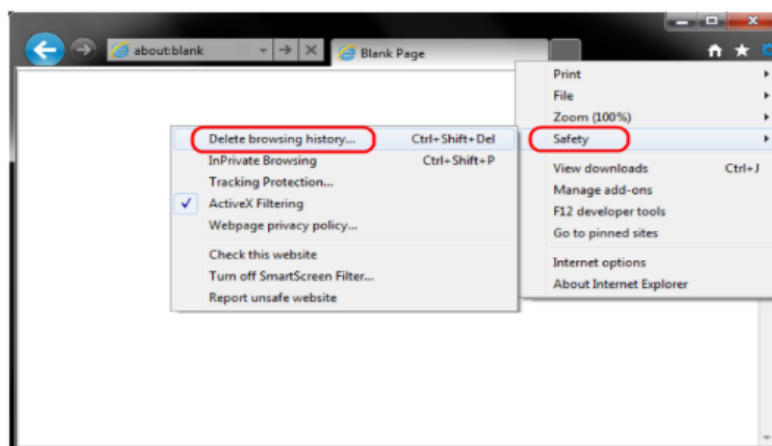 about:blank
Blank Page
Print
File
Zoom (100%)
Safety
View downloads Ctrl+J
Manage add-ons
F12 developer tools
Go to pinned sites
Internet options
About Internet Explorer
Delete browsing history... Ctrl+Shift+Del
InPrivate Browsing Ctrl+Shift+P
Tracking Protection...
ActiveX Filtering
Webpage privacy policy...
Check this website
Turn off SmartScreen Filter...
Report unsafe website